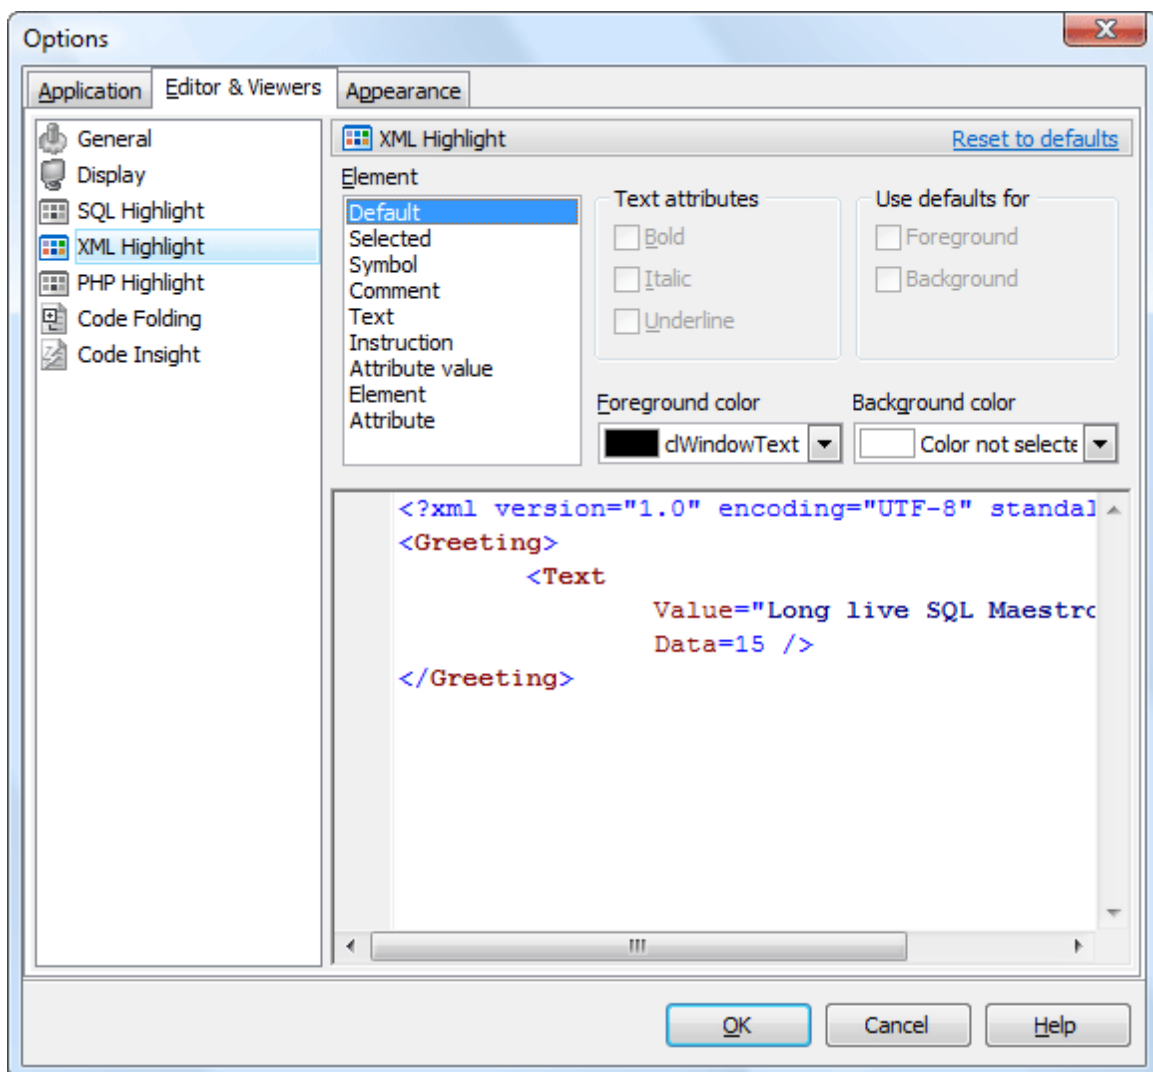 Options
Application Editor & Viewers Appearance
General
Display
SQL Highlight
XML Highlight
PHP Highlight
Code Folding
Code Insight
XML Highlight Reset to defaults
Element
Default
Selected
Symbol
Comment
Text
Instruction
Attribute value
Element
Attribute
Text attributes
Bold
Italic
Underline
Use defaults for
Foreground
Background
Foreground color
clWindowText
Background color
Color not selecte
<?xml version="1.0" encoding="UTF-8" standal
<Greeting>
<Text
Value="Long live SQL Maestro
Data=15 />
</Greeting>
OK Cancel Help